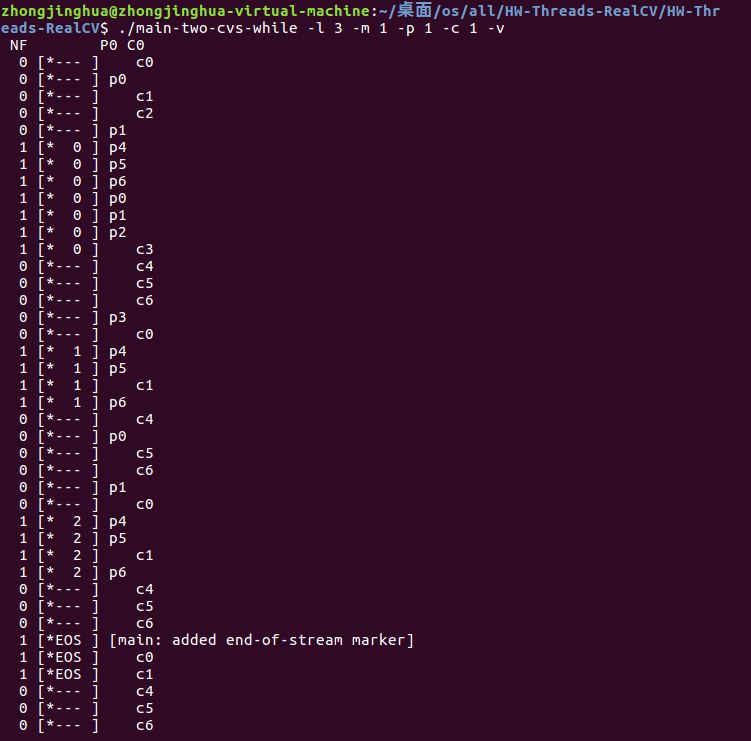 zhongjinghua@zhongjinghua-virtual-machine:~/桌面/os/all/HW-Threads-RealCV/HW-Thr
eads-RealCV$ ./main-two-cvs-while -l 3 -m 1 -p 1 -c 1 -v
 NF        P0 C0
  0 [*--- ]    c0
  0 [*--- ] p0
  0 [*--- ]    c1
  0 [*--- ]    c2
  0 [*--- ] p1
  1 [*  0 ] p4
  1 [*  0 ] p5
  1 [*  0 ] p6
  1 [*  0 ] p0
  1 [*  0 ] p1
  1 [*  0 ] p2
  1 [*  0 ]    c3
  0 [*--- ]    c4
  0 [*--- ]    c5
  0 [*--- ]    c6
  0 [*--- ] p3
  0 [*--- ]    c0
  1 [*  1 ] p4
  1 [*  1 ] p5
  1 [*  1 ]    c1
  1 [*  1 ] p6
  0 [*--- ]    c4
  0 [*--- ] p0
  0 [*--- ]    c5
  0 [*--- ]    c6
  0 [*--- ] p1
  0 [*--- ]    c0
  1 [*  2 ] p4
  1 [*  2 ] p5
  1 [*  2 ]    c1
  1 [*  2 ] p6
  0 [*--- ]    c4
  0 [*--- ]    c5
  0 [*--- ]    c6
  1 [*EOS ] [main: added end-of-stream marker]
  1 [*EOS ]    c0
  1 [*EOS ]    c1
  0 [*--- ]    c4
  0 [*--- ]    c5
  0 [*--- ]    c6